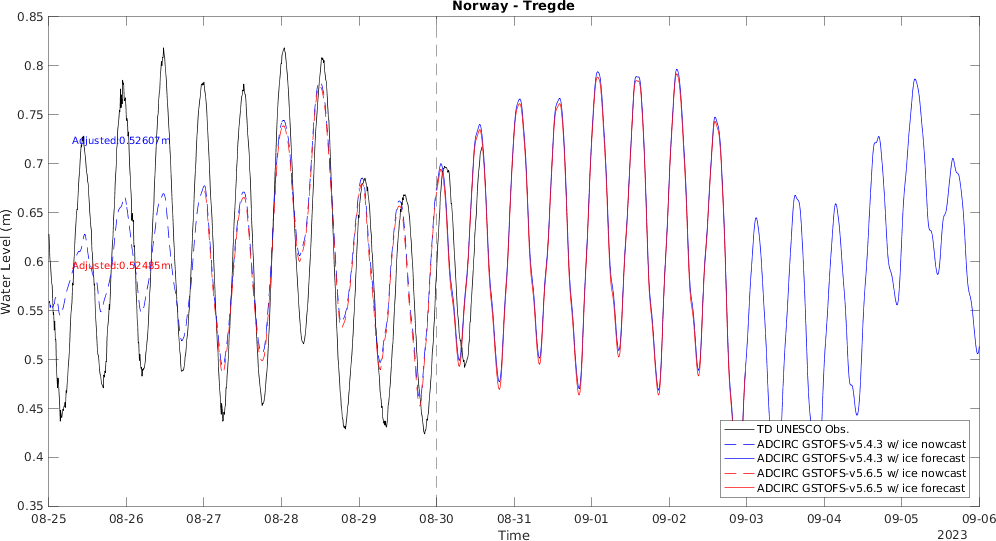 Norway - Tregde
0.85
0.8
0.75
0.7
0.65
0.6
0.55
0.5
0.45
0.4
0.35
Water Level (m)
Adjusted:0.52607m
Adjusted:0.52485m
TD UNESCO Obs.
ADCIRC GSTOFS-v5.4.3 w/ ice nowcast
ADCIRC GSTOFS-v5.4.3 w/ ice forecast
ADCIRC GSTOFS-v5.6.5 w/ ice nowcast
ADCIRC GSTOFS-v5.6.5 w/ ice forecast
08-25 08-26 08-27 08-28 08-29 08-30 08-31 09-01 09-02 09-03 09-04 09-05 09-06
Time
2023